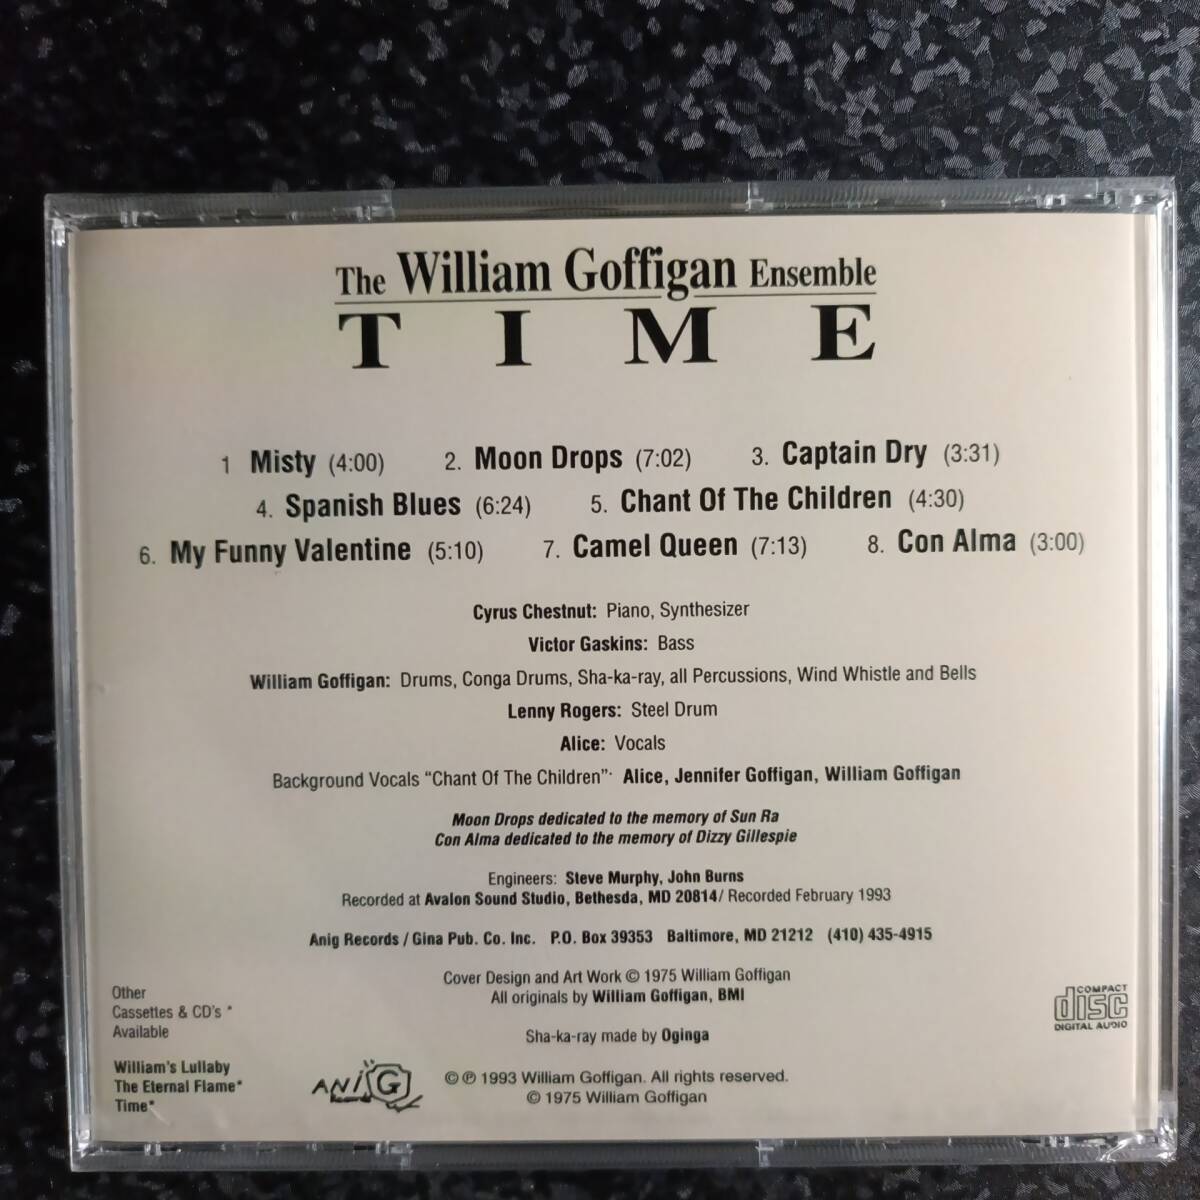 The William Goffigan Ensemble
TIME
1 Misty (4:00) 2. Moon Drops (7:02) 3. Captain Dry (3:31)
4. Spanish Blues (6:24) 5. Chant Of The Children (4:30)
6. My Funny Valentine (5:10) 7. Camel Queen (7:13) 8. Con Alma (3:00)
Cyrus Chestnut: Piano, Synthesizer
Victor Gaskins: Bass
William Goffigan: Drums, Conga Drums, Sha-ka-ray, all Percussions, Wind Whistle and Bells
Lenny Rogers: Steel Drum
Alice: Vocals
Background Vocals "Chant Of The Children": Alice, Jennifer Goffigan, William Goffigan
Moon Drops dedicated to the memory of Sun Ra
Con Alma dedicated to the memory of Dizzy Gillespie
Engineers: Steve Murphy, John Burns
Recorded at Avalon Sound Studio, Bethesda, MD 20814/ Recorded February 1993
Anig Records / Gina Pub. Co. Inc. P.O. Box 39353 Baltimore, MD 21212 (410) 435-4915
Cover Design and Art Work © 1975 William Goffigan
All originals by William Goffigan, BMI
Sha-ka-ray made by Oginga
Other
Cassettes & CD's *
Available
William's Lullaby
The Eternal Flame*
Time*
ANiG
© ℗ 1993 William Goffigan. All rights reserved.
© 1975 William Goffigan
COMPACT
disc
DIGITAL AUDIO